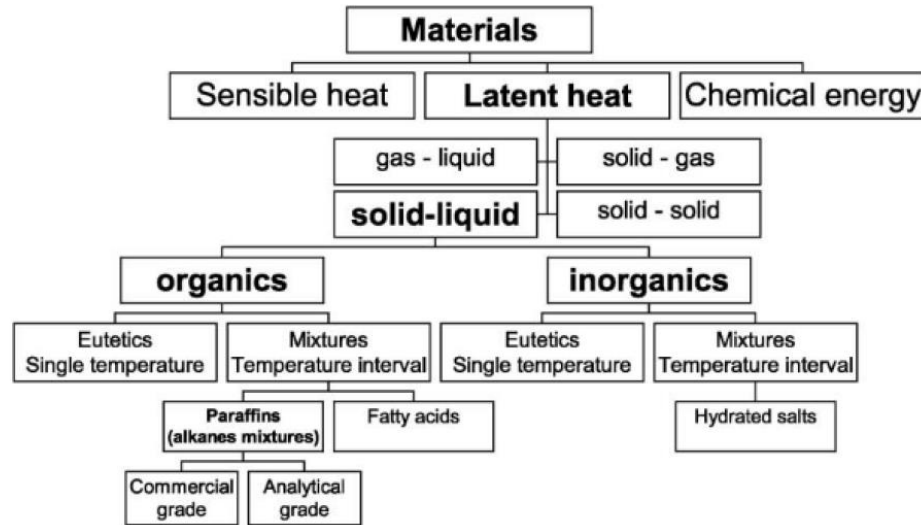 Materials
Sensible heat
Latent heat
Chemical energy
gas - liquid
solid - gas
solid-liquid
solid - solid
organics
inorganics
Eutetics
Single temperature
Mixtures
Temperature interval
Eutetics
Single temperature
Mixtures
Temperature interval
Paraffins
(alkanes mixtures)
Fatty acids
Hydrated salts
Commercial
grade
Analytical
grade